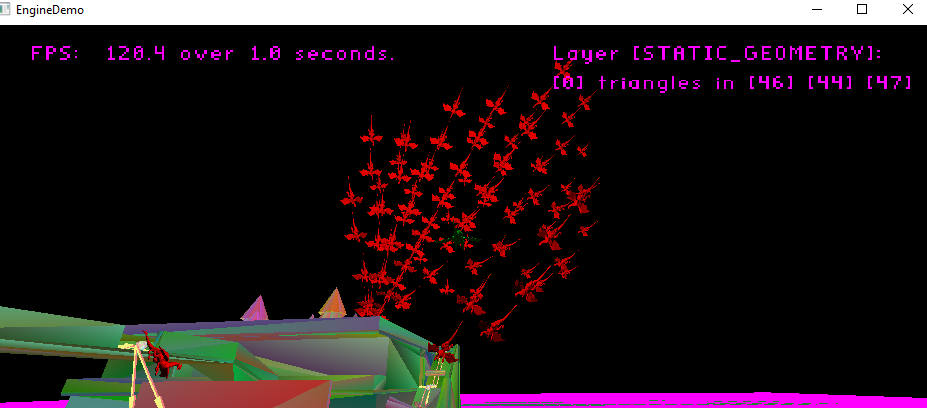 EngineDemo
FPS: 120.4 over 1.0 seconds.
Layer [STATIC_GEOMETRY]:
[0] triangles in [46] [44] [47]